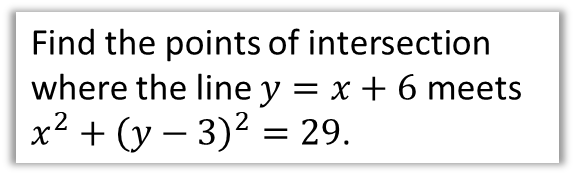 Find the points of intersection
where the line y = x + 6 meets
x² + (y − 3)² = 29.